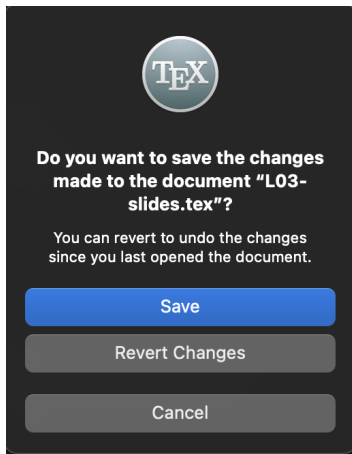 TEX
Do you want to save the changes
made to the document “L03-
slides.tex”?
You can revert to undo the changes
since you last opened the document.
Save
Revert Changes
Cancel